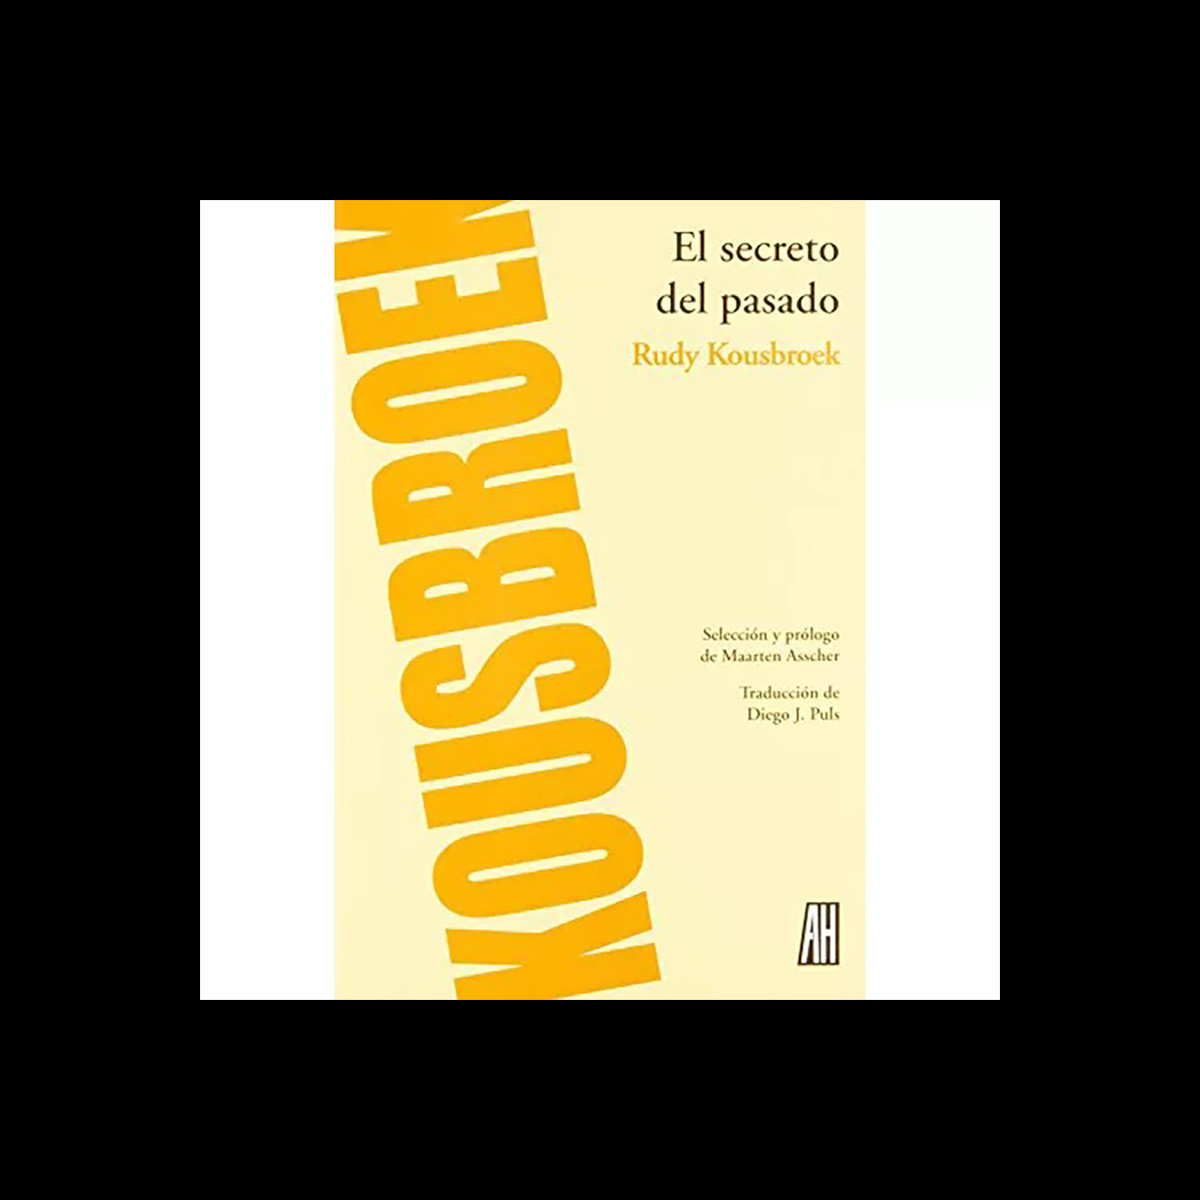 El secreto
del pasado
Rudy Kousbroek
KOUSBROEK
Selección y prólogo
de Maarten Asscher
Traducción de
Diego J. Puls
AH